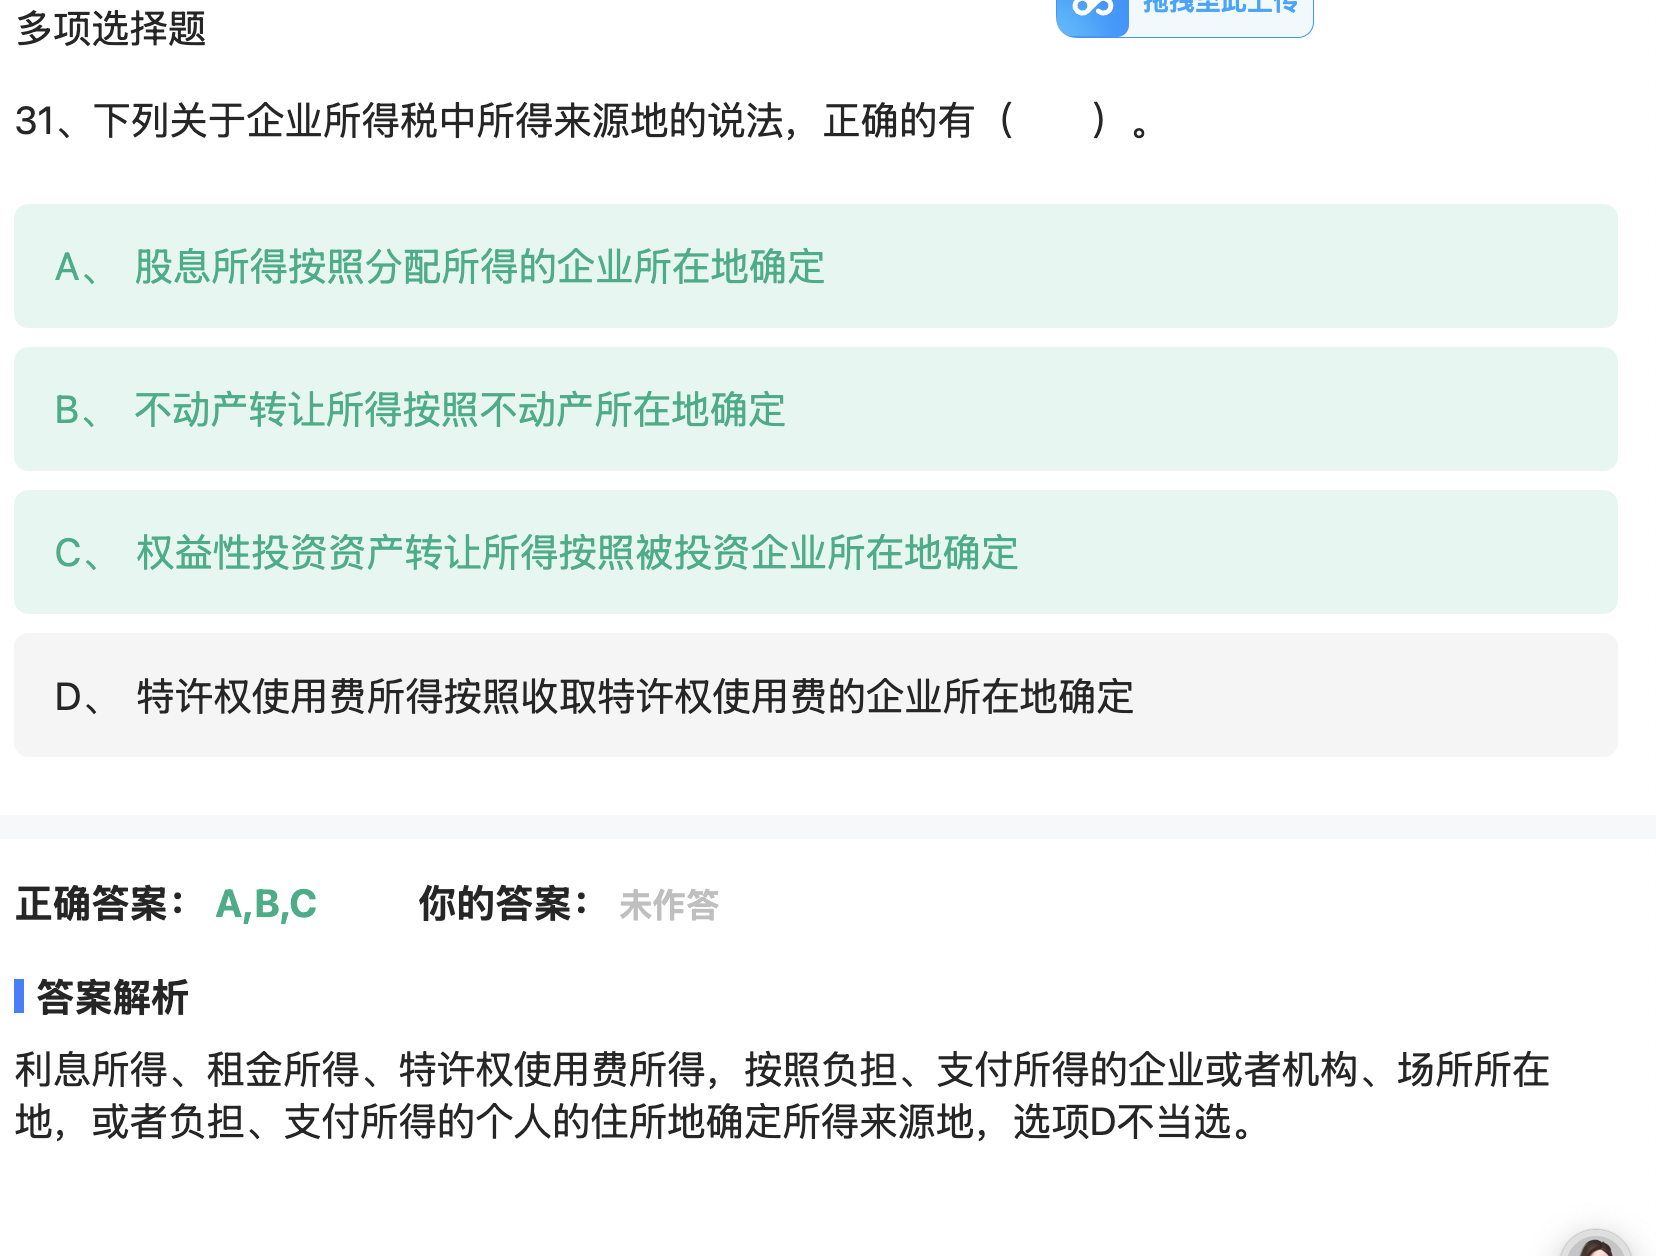 多项选择题
拖拽至此上传
31、下列关于企业所得税中所得来源地的说法，正确的有（　　）。
A、 股息所得按照分配所得的企业所在地确定
B、 不动产转让所得按照不动产所在地确定
C、 权益性投资资产转让所得按照被投资企业所在地确定
D、 特许权使用费所得按照收取特许权使用费的企业所在地确定
正确答案： A,B,C 你的答案： 未作答
答案解析
利息所得、租金所得、特许权使用费所得，按照负担、支付所得的企业或者机构、场所所在
地，或者负担、支付所得的个人的住所地确定所得来源地，选项D不当选。